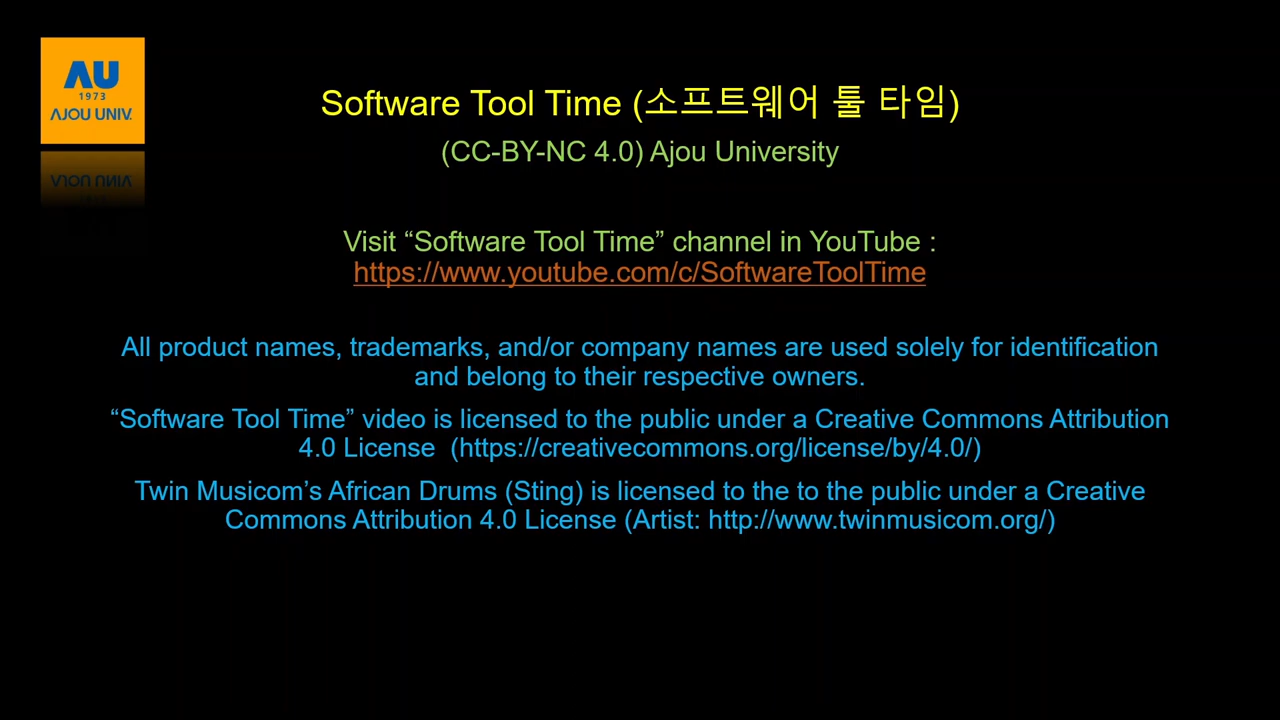 AU
1973
AJOU UNIV.
Software Tool Time (소프트웨어 툴 타임)
(CC-BY-NC 4.0) Ajou University
Visit “Software Tool Time” channel in YouTube :
https://www.youtube.com/c/SoftwareToolTime
All product names, trademarks, and/or company names are used solely for identification
and belong to their respective owners.
“Software Tool Time” video is licensed to the public under a Creative Commons Attribution
4.0 License  (https://creativecommons.org/license/by/4.0/)
Twin Musicom’s African Drums (Sting) is licensed to the to the public under a Creative
Commons Attribution 4.0 License (Artist: http://www.twinmusicom.org/)